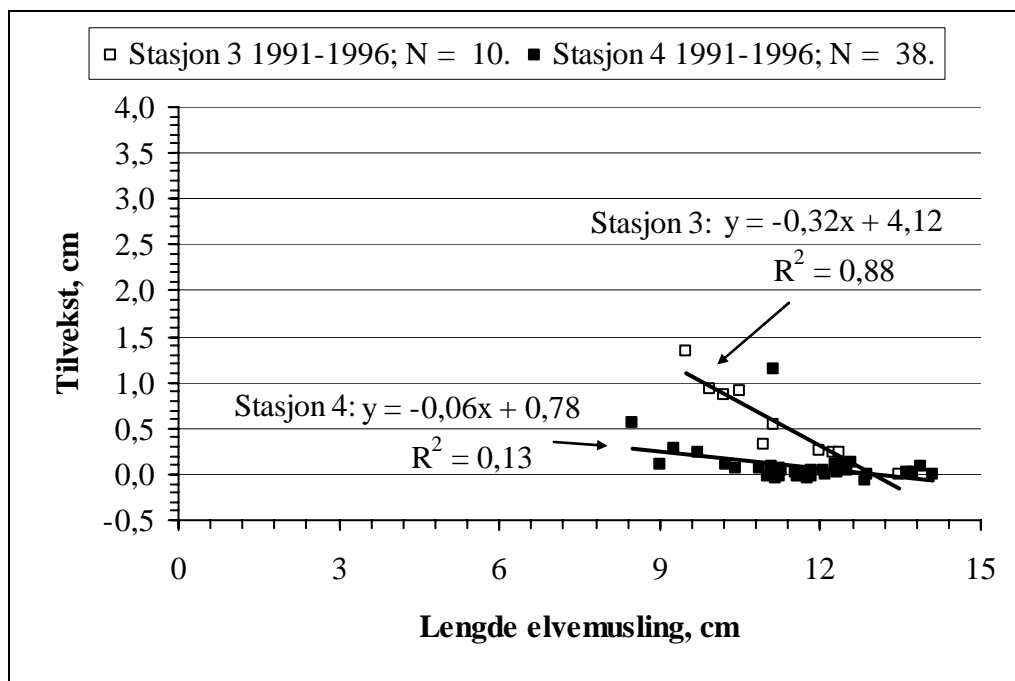 Stasjon 3 1991-1996; N = 10. Stasjon 4 1991-1996; N = 38.
4,0
3,5
3,0
2,5
2,0
1,5
1,0
0,5
0,0
-0,5
Tilvekst, cm
Stasjon 3: y = -0,32x + 4,12
R² = 0,88
Stasjon 4: y = -0,06x + 0,78
R² = 0,13
0 3 6 9 12 15
Lengde elvemusling, cm